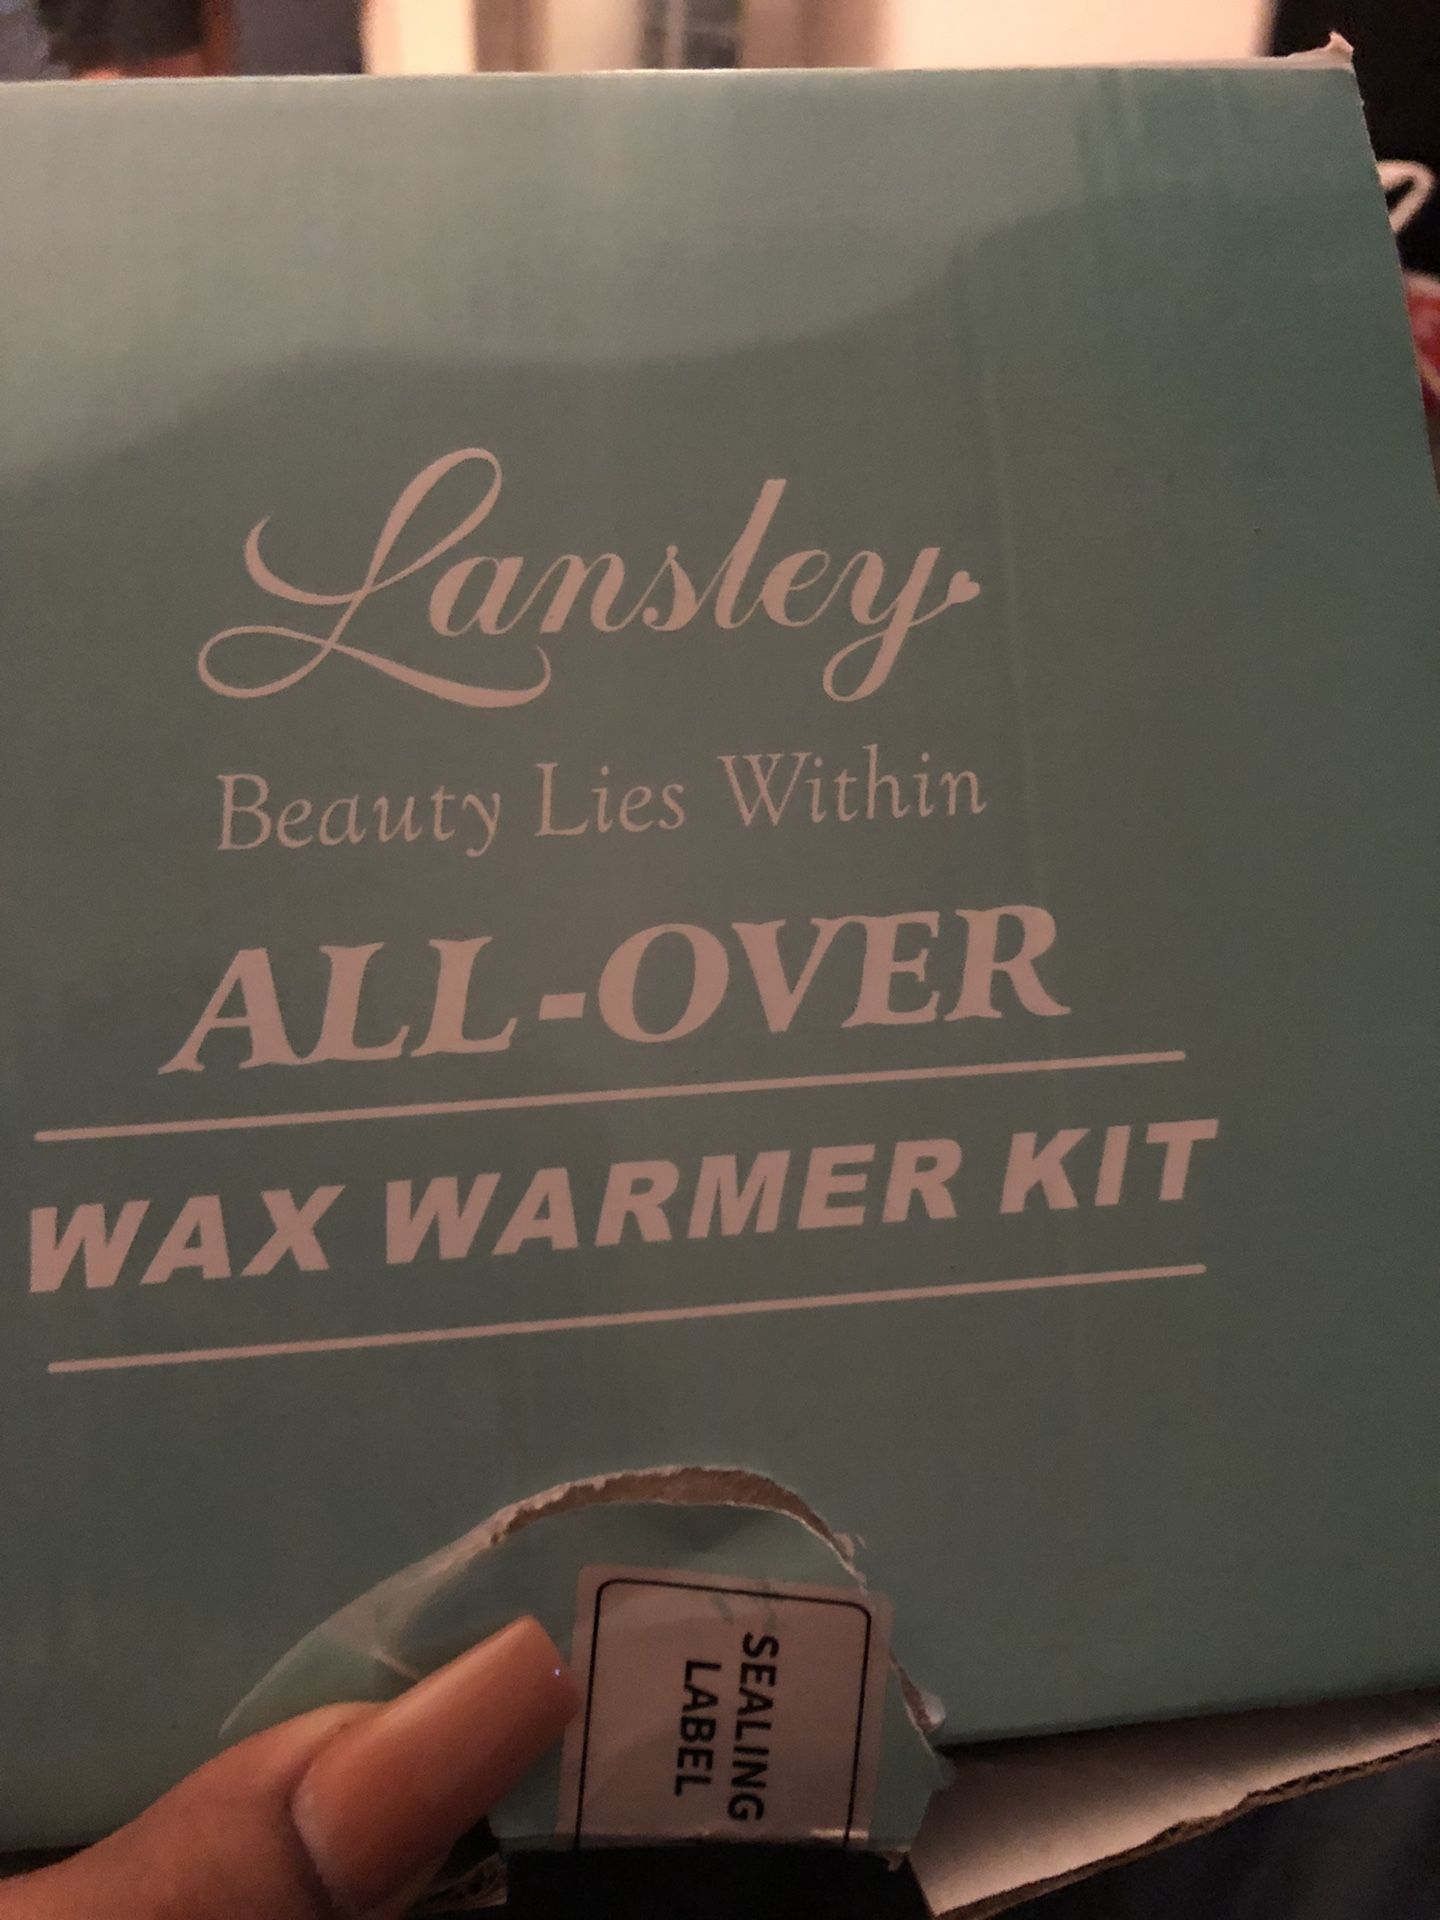 Lansley
Beauty Lies Within
ALL-OVER
WAX WARMER KIT
SEALING
LABEL